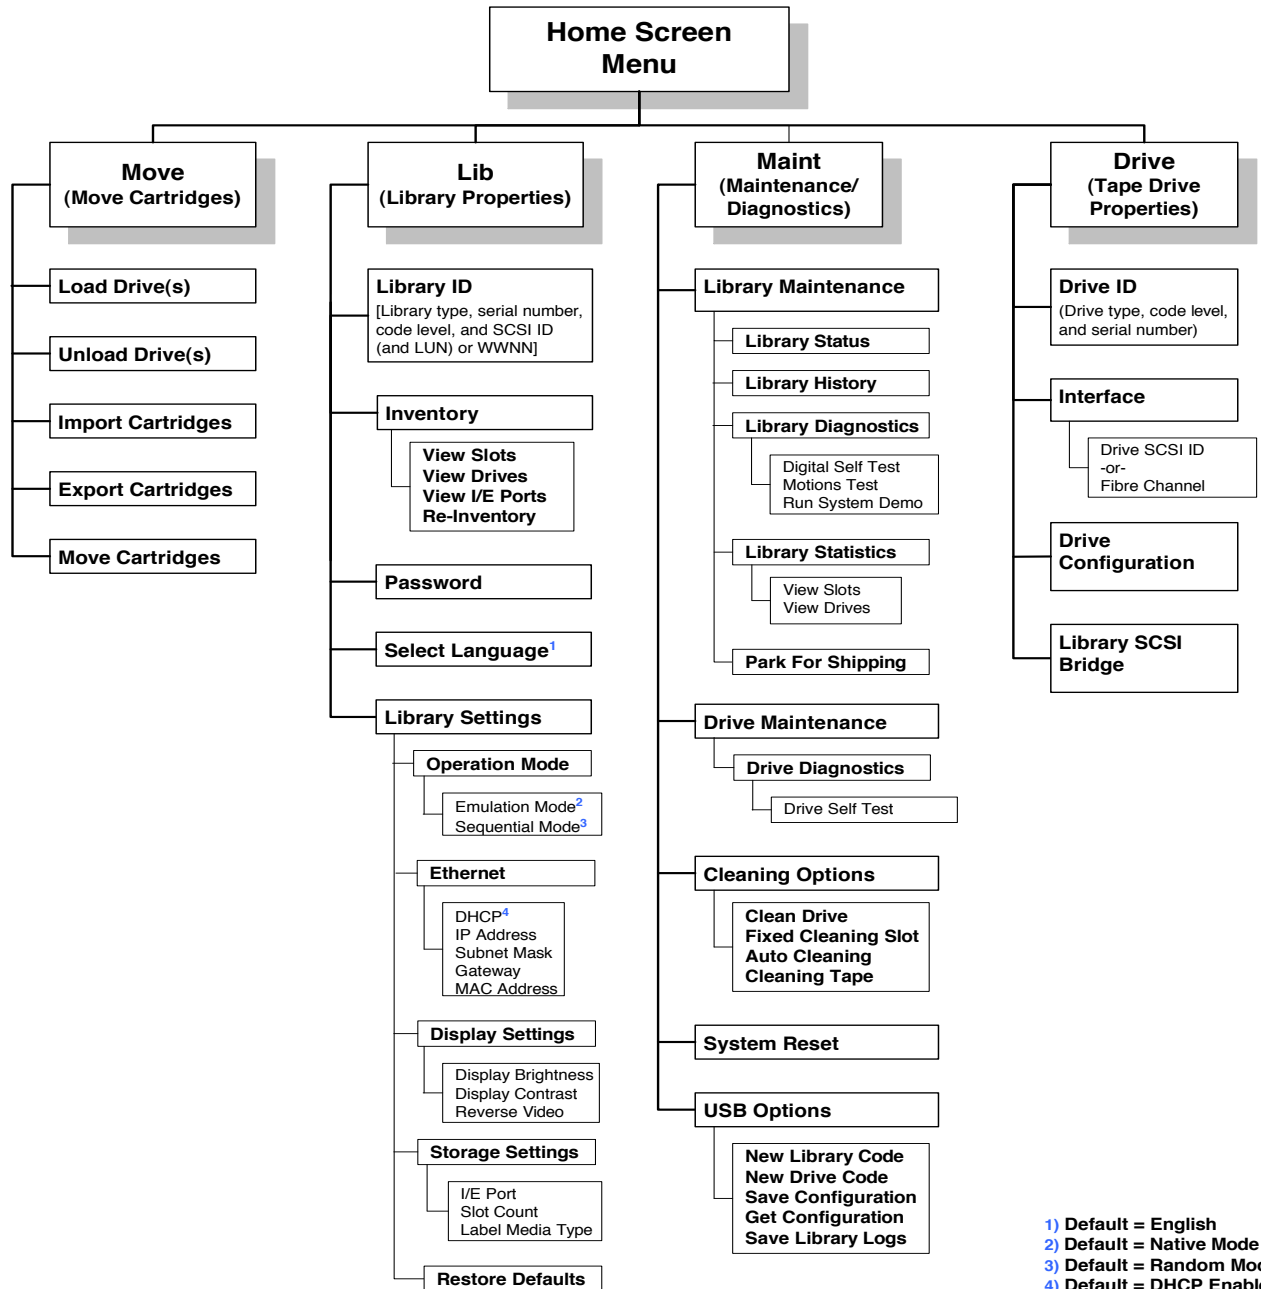 Home Screen
Menu
Move
(Move Cartridges)
Load Drive(s)
Unload Drive(s)
Import Cartridges
Export Cartridges
Move Cartridges
Lib
(Library Properties)
Library ID
[Library type, serial number,
code level, and SCSI ID
(and LUN) or WWNN]
Inventory
View Slots
View Drives
View I/E Ports
Re-Inventory
Password
Select Language1
Library Settings
Operation Mode
Emulation Mode2
Sequential Mode3
Ethernet
DHCP4
IP Address
Subnet Mask
Gateway
MAC Address
Display Settings
Display Brightness
Display Contrast
Reverse Video
Storage Settings
I/E Port
Slot Count
Label Media Type
Restore Defaults
Maint
(Maintenance/
Diagnostics)
Library Maintenance
Library Status
Library History
Library Diagnostics
Digital Self Test
Motions Test
Run System Demo
Library Statistics
View Slots
View Drives
Park For Shipping
Drive Maintenance
Drive Diagnostics
Drive Self Test
Cleaning Options
Clean Drive
Fixed Cleaning Slot
Auto Cleaning
Cleaning Tape
System Reset
USB Options
New Library Code
New Drive Code
Save Configuration
Get Configuration
Save Library Logs
Drive
(Tape Drive
Properties)
Drive ID
(Drive type, code level,
and serial number)
Interface
Drive SCSI ID
-or-
Fibre Channel
Drive
Configuration
Library SCSI
Bridge
1) Default = English
2) Default = Native Mode
3) Default = Random
4) Default = DHCP